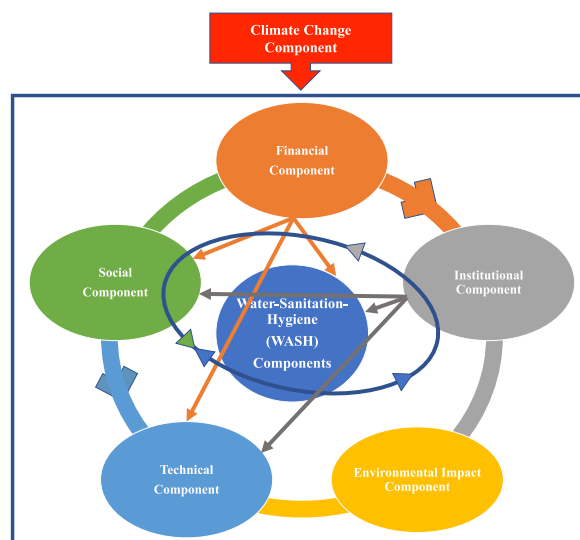 Climate Change
Component
Financial
Component
Social
Component
Institutional
Component
Water-Sanitation-
Hygiene
(WASH)
Components
Technical
Component
Environmental Impact
Component